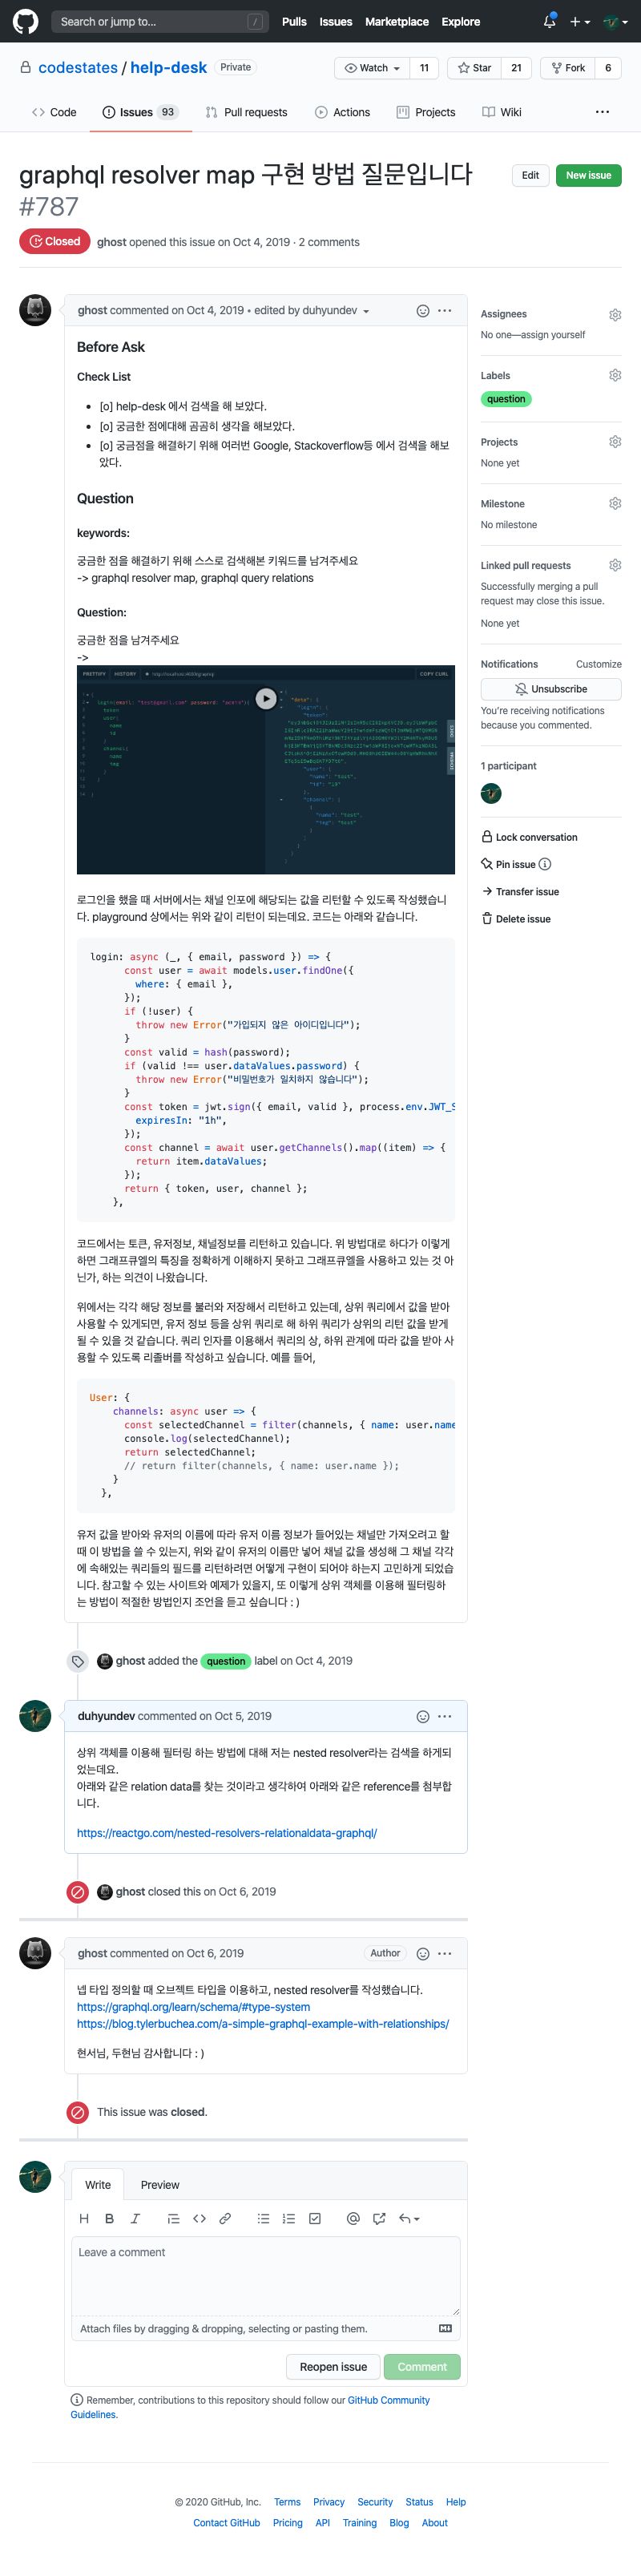 Search or jump to...
/
Pulls
Issues
Marketplace
Explore
codestates / help-desk
Private
Watch
11
Star
21
Fork
6
Code
Issues 93
Pull requests
Actions
Projects
Wiki
graphql resolver map 구현 방법 질문입니다
#787
Edit
New issue
Closed
ghost opened this issue on Oct 4, 2019 · 2 comments
ghost commented on Oct 4, 2019 • edited by duhyundev
Before Ask
Check List
[o] help-desk 에서 검색을 해 보았다.
[o] 궁금한 점에대해 곰곰히 생각을 해보았다.
[o] 궁금점을 해결하기 위해 여러번 Google, Stackoverflow등 에서 검색을 해보
았다.
Question
keywords:
궁금한 점을 해결하기 위해 스스로 검색해본 키워드를 남겨주세요
-> graphql resolver map, graphql query relations
Question:
궁금한 점을 남겨주세요
->
PRETTIFY
HISTORY
COPY CURL
로그인을 했을 때 서버에서는 채널 인포에 해당되는 값을 리턴할 수 있도록 작성했습니
다. playground 상에서는 위와 같이 리턴이 되는데요. 코드는 아래와 같습니다.
login: async (_, { email, password }) => {
const user = await models.user.findOne({
where: { email },
});
if (!user) {
throw new Error("가입되지 않은 아이디입니다");
}
const valid = hash(password);
if (valid !== user.dataValues.password) {
throw new Error("비밀번호가 일치하지 않습니다");
}
const token = jwt.sign({ email, valid }, process.env.JWT_S
expiresIn: "1h",
});
const channel = await user.getChannels().map((item) => {
return item.dataValues;
});
return { token, user, channel };
},
코드에서는 토큰, 유저정보, 채널정보를 리턴하고 있습니다. 위 방법대로 하다가 이렇게
하면 그래프큐엘의 특징을 정확하게 이해하지 못하고 그래프큐엘을 사용하고 있는 것 아
닌가, 하는 의견이 나왔습니다.
위에서는 각각 해당 정보를 불러와 저장해서 리턴하고 있는데, 상위 쿼리에서 값을 받아
사용할 수 있게되면, 유저 정보 등을 상위 쿼리로 해 하위 쿼리가 상위의 리턴 값을 받게
될 수 있을 것 같습니다. 쿼리 인자를 이용해서 쿼리의 상, 하위 관계에 따라 값을 받아 사
용할 수 있도록 리졸버를 작성하고 싶습니다. 예를 들어,
User: {
channels: async user => {
const selectedChannel = filter(channels, { name: user.name
console.log(selectedChannel);
return selectedChannel;
// return filter(channels, { name: user.name });
}
},
유저 값을 받아와 유저의 이름에 따라 유저 이름 정보가 들어있는 채널만 가져오려고 할
때 이 방법을 쓸 수 있는지, 위와 같이 유저의 이름만 넣어 채널 값을 생성해 그 채널 각각
에 속해있는 쿼리들의 필드를 리턴하려면 어떻게 구현이 되어야 하는지 고민하게 되었습
니다. 참고할 수 있는 사이트와 예제가 있을지, 또 이렇게 상위 객체를 이용해 필터링하
는 방법이 적절한 방법인지 조언을 듣고 싶습니다 : )
ghost added the question label on Oct 4, 2019
duhyundev commented on Oct 5, 2019
상위 객체를 이용해 필터링 하는 방법에 대해 저는 nested resolver라는 검색을 하게되
었는데요.
아래와 같은 relation data를 찾는 것이라고 생각하여 아래와 같은 reference를 첨부합
니다.
https://reactgo.com/nested-resolvers-relationaldata-graphql/
ghost closed this on Oct 6, 2019
ghost commented on Oct 6, 2019
Author
넵 타입 정의할 때 오브젝트 타입을 이용하고, nested resolver를 작성했습니다.
https://graphql.org/learn/schema/#type-system
https://blog.tylerbuchea.com/a-simple-graphql-example-with-relationships/
현서님, 두현님 감사합니다 : )
This issue was closed.
Write
Preview
Leave a comment
Attach files by dragging & dropping, selecting or pasting them.
Reopen issue
Comment
Remember, contributions to this repository should follow our GitHub Community
Guidelines.
Assignees
No one—assign yourself
Labels
question
Projects
None yet
Milestone
No milestone
Linked pull requests
Successfully merging a pull
request may close this issue.
None yet
Notifications
Customize
Unsubscribe
You're receiving notifications
because you commented.
1 participant
Lock conversation
Pin issue
Transfer issue
Delete issue
© 2020 GitHub, Inc.
Terms
Privacy
Security
Status
Help
Contact GitHub
Pricing
API
Training
Blog
About